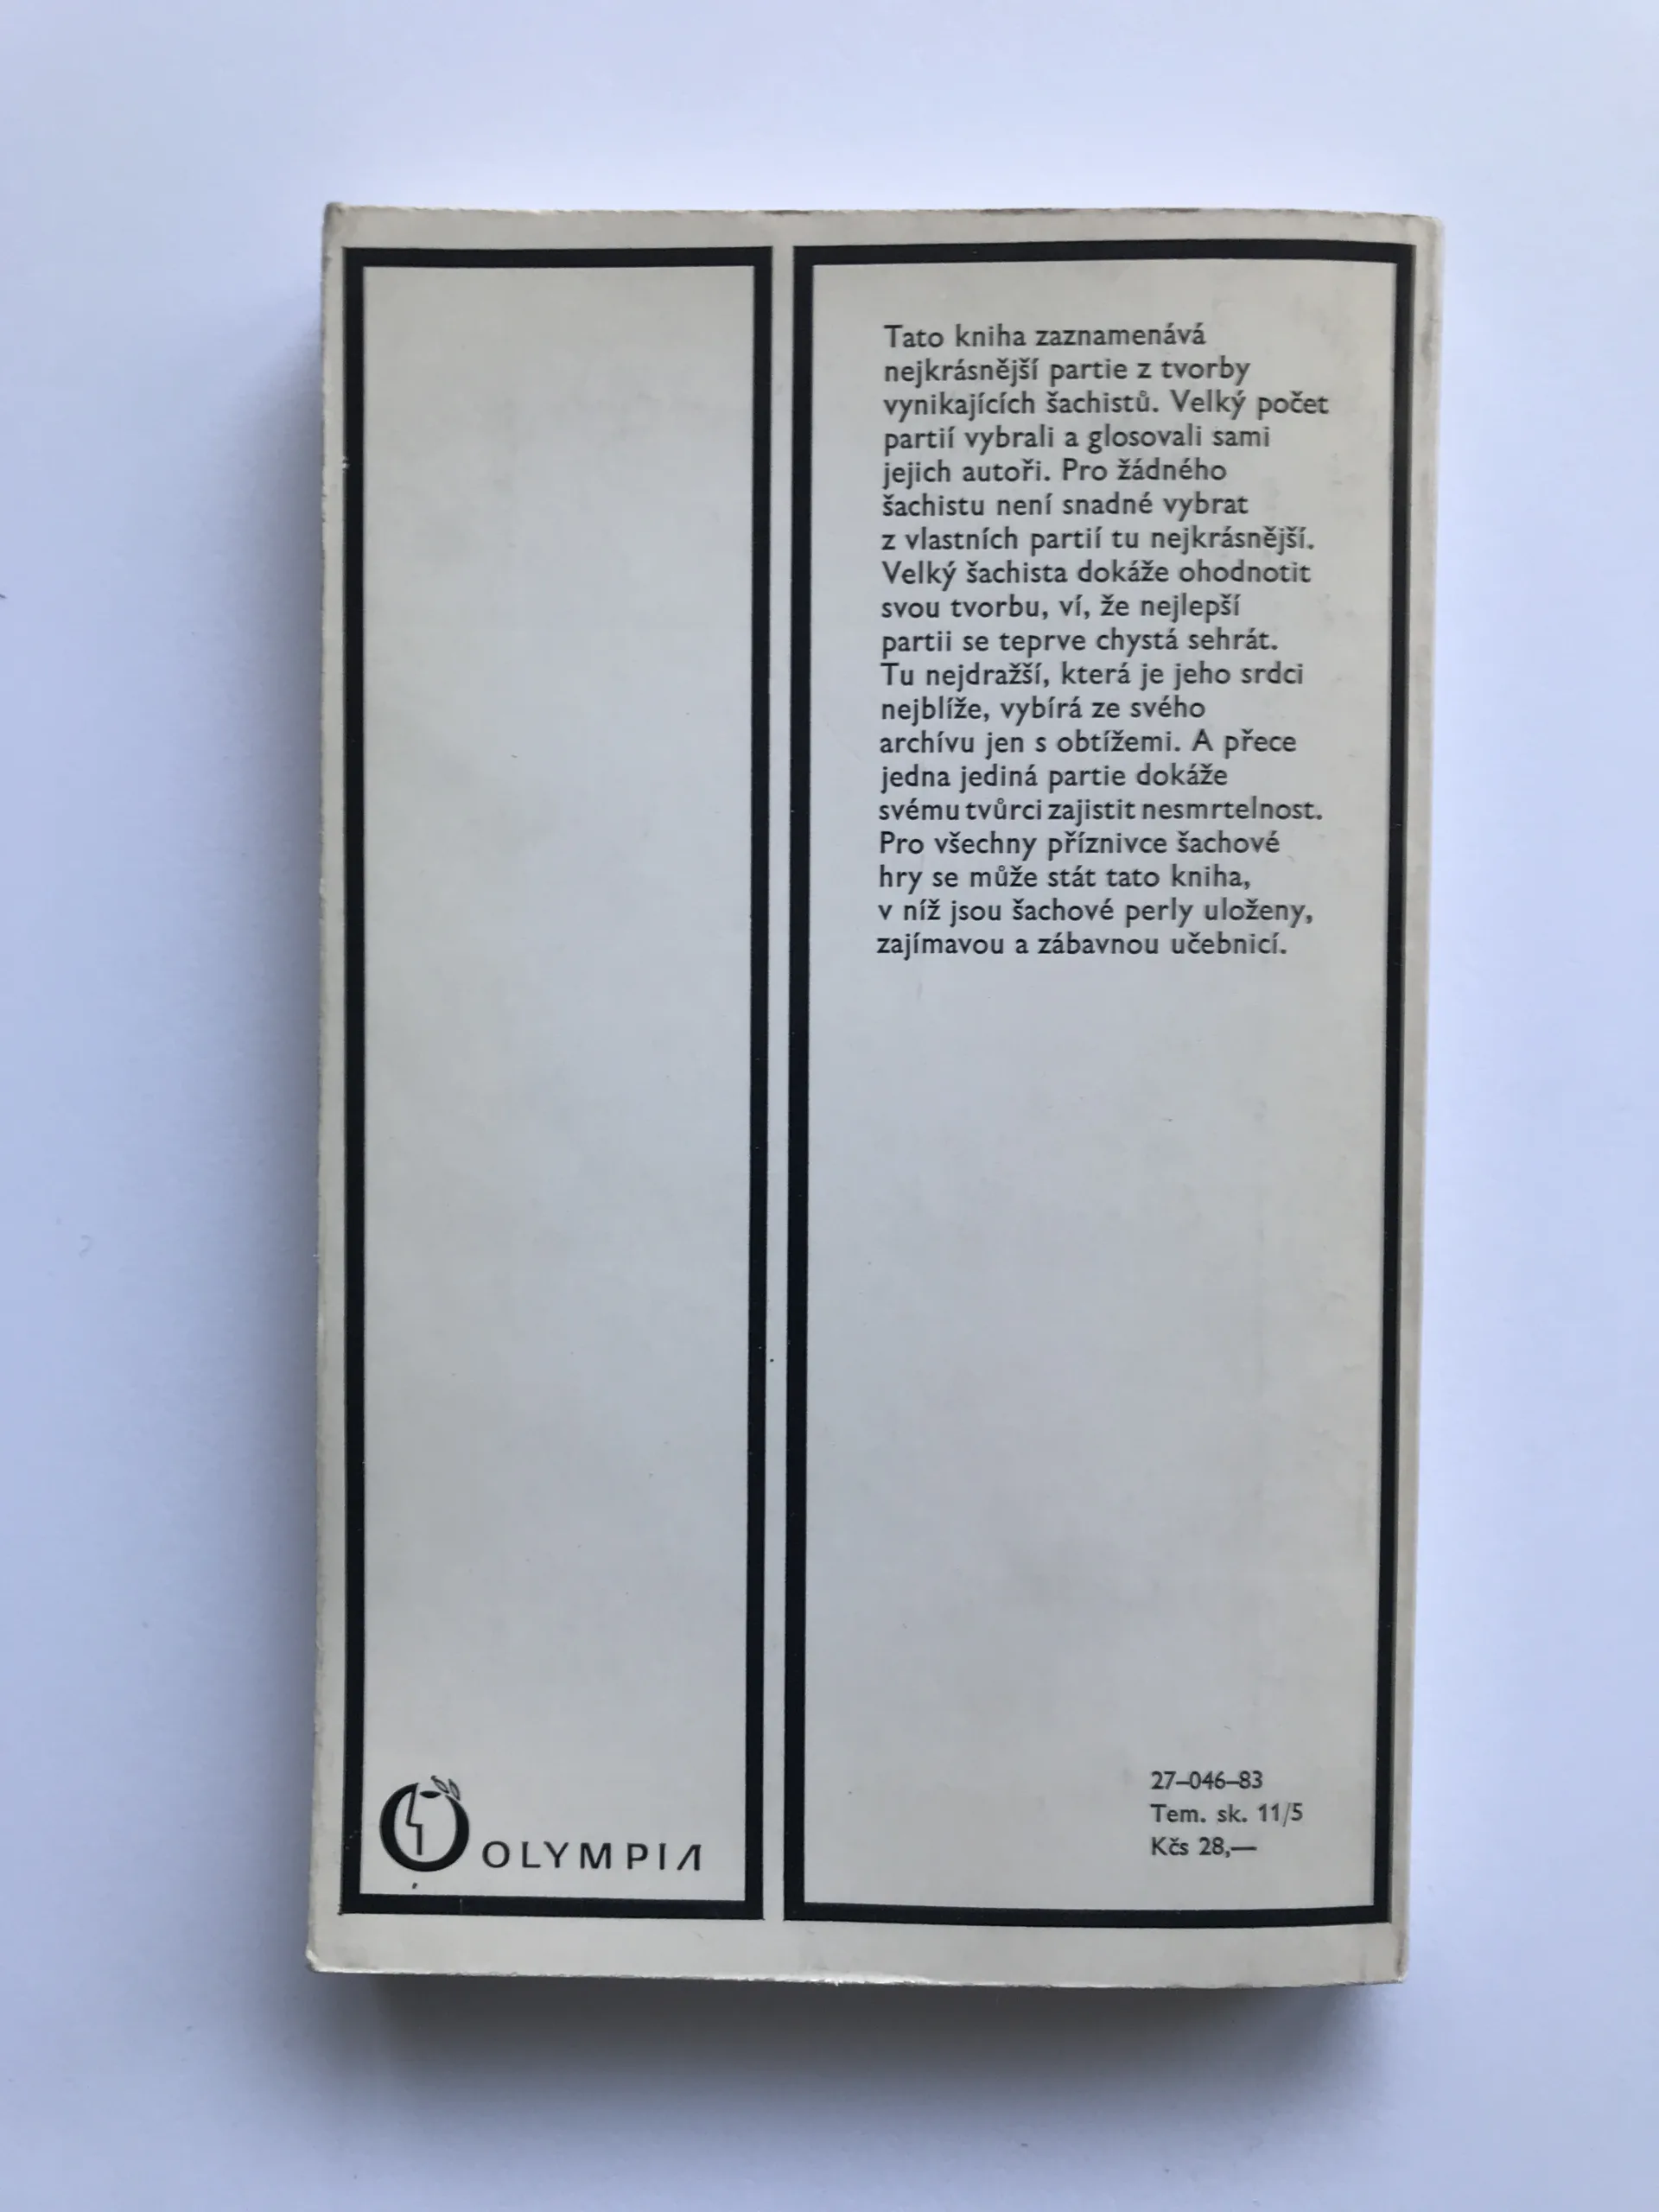 Tato kniha zaznamenává
nejkrásnější partie z tvorby
vynikajících šachistů. Velký počet
partií vybrali a glosovali sami
jejich autoři. Pro žádného
šachistu není snadné vybrat
z vlastních partií tu nejkrásnější.
Velký šachista dokáže ohodnotit
svou tvorbu, ví, že nejlepší
partii se teprve chystá sehrát.
Tu nejdražší, která je jeho srdci
nejblíže, vybírá ze svého
archívu jen s obtížemi. A přece
jedna jediná partie dokáže
svému tvůrci zajistit nesmrtelnost.
Pro všechny příznivce šachové
hry se může stát tato kniha,
v níž jsou šachové perly uloženy,
zajímavou a zábavnou učebnicí.
OLYMPIA
27–046–83
Tem. sk. 11/5
Kčs 28,—